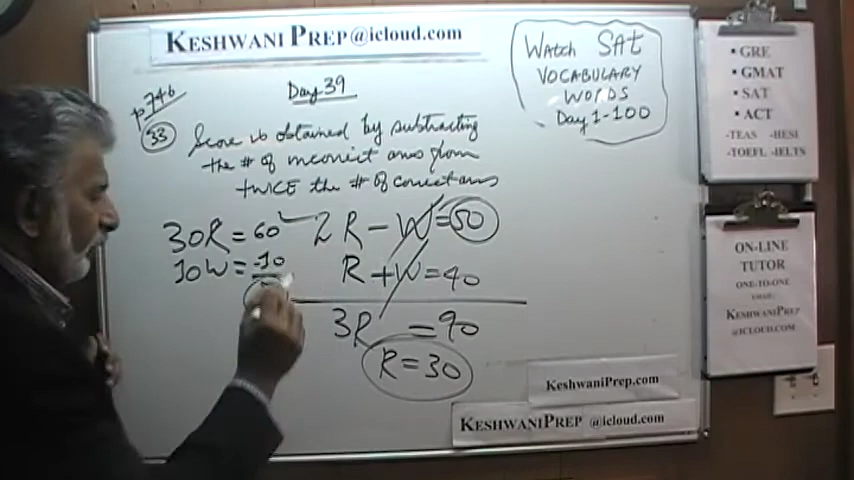 KESHWANI PREP@icloud.com
Day 39
p746
33
Score is obtained by subtracting
the # of incorrect ans from
TWICE the # of correct ans
30R = 60
10W = -10
2R - W = 50
R + W = 40
3R = 90
R = 30
WATCH SAT
VOCABULARY
WORDS
Day 1-100
▪ GRE
▪ GMAT
▪ SAT
▪ ACT
-TEAS -HESI
-TOEFL -IELTS
ON-LINE
TUTOR
ONE-TO-ONE
EMAIL:
KESHWANIPREP
@ICLOUD.COM
KeshwaniPrep.com
KESHWANIPREP @icloud.com